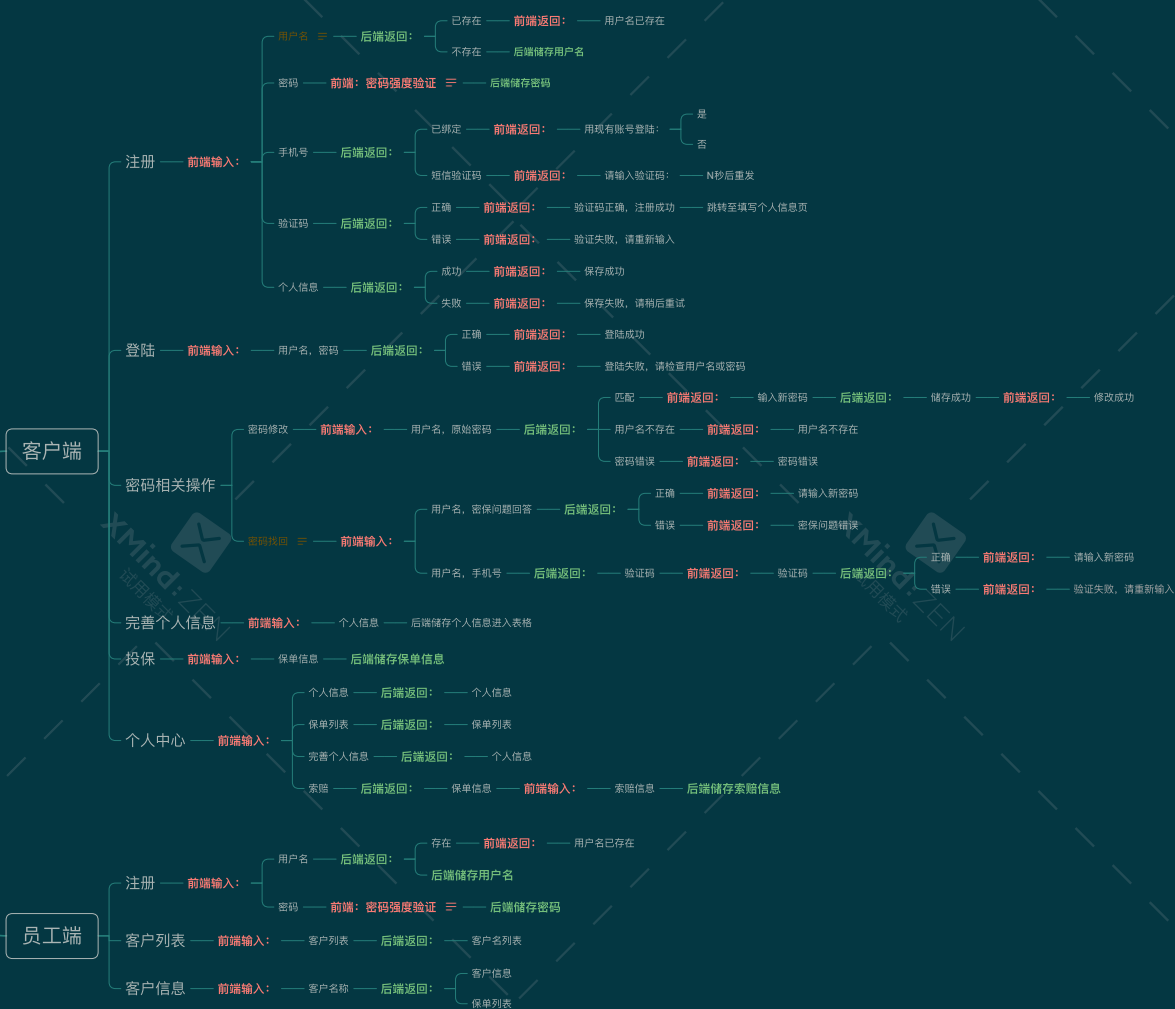 已存在 前端返回： 用户名已存在
用户名 后端返回：
不存在 后端储存用户名
密码 前端：密码强度验证 后端储存密码
是
已绑定 前端返回： 用现有账号登陆：
否
手机号 后端返回：
短信验证码 前端返回： 请输入验证码： N秒后重发
注册 前端输入：
正确 前端返回： 验证码正确，注册成功 跳转至填写个人信息页
验证码 后端返回：
错误 前端返回： 验证失败，请重新输入
成功 前端返回： 保存成功
个人信息 后端返回：
失败 前端返回： 保存失败，请稍后重试
正确 前端返回： 登陆成功
登陆 前端输入： 用户名，密码 后端返回：
错误 前端返回： 登陆失败，请检查用户名或密码
匹配 前端返回： 输入新密码 后端返回： 储存成功 前端返回： 修改成功
密码修改 前端输入： 用户名，原始密码 后端返回： 用户名不存在 前端返回： 用户名不存在
客户端
密码错误 前端返回： 密码错误
密码相关操作
正确 前端返回： 请输入新密码
用户名，密保问题回答 后端返回：
错误 前端返回： 密保问题错误
密码找回 前端输入：
正确 前端返回： 请输入新密码
用户名，手机号 后端返回： 验证码 前端返回： 验证码 后端返回：
错误 前端返回： 验证失败，请重新输入
XMind:ZEN
试用模式
XMind:ZEN
试用模式
完善个人信息 前端输入： 个人信息 后端储存个人信息进入表格
投保 前端输入： 保单信息 后端储存保单信息
个人信息 后端返回： 个人信息
保单列表 后端返回： 保单列表
个人中心 前端输入：
完善个人信息 后端返回： 个人信息
索赔 后端返回： 保单信息 前端输入： 索赔信息 后端储存索赔信息
存在 前端返回： 用户名已存在
用户名 后端返回：
后端储存用户名
注册 前端输入：
密码 前端：密码强度验证 后端储存密码
员工端
客户列表 前端输入： 客户列表 后端返回： 客户名列表
客户信息
客户信息 前端输入： 客户名称 后端返回：
保单列表